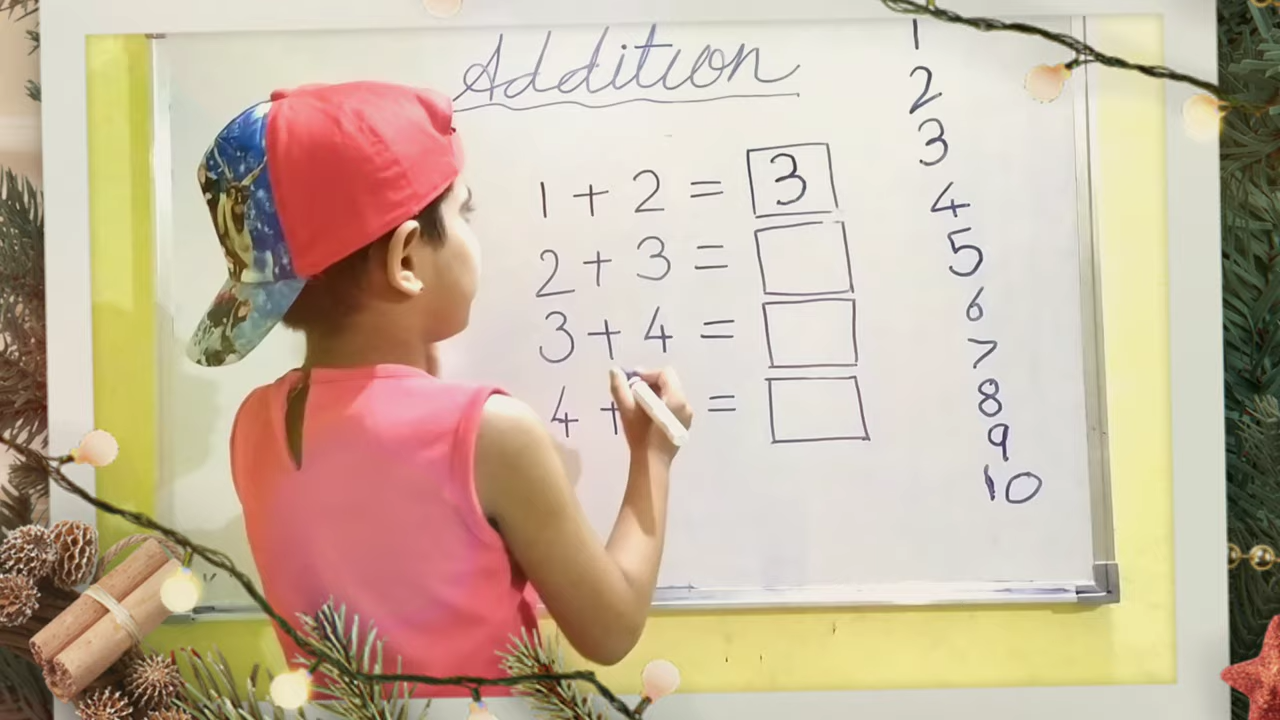 Addition
1 + 2 = 3
2 + 3 =
3 + 4 =
4 + =
1
2
3
4
5
6
7
8
9
10